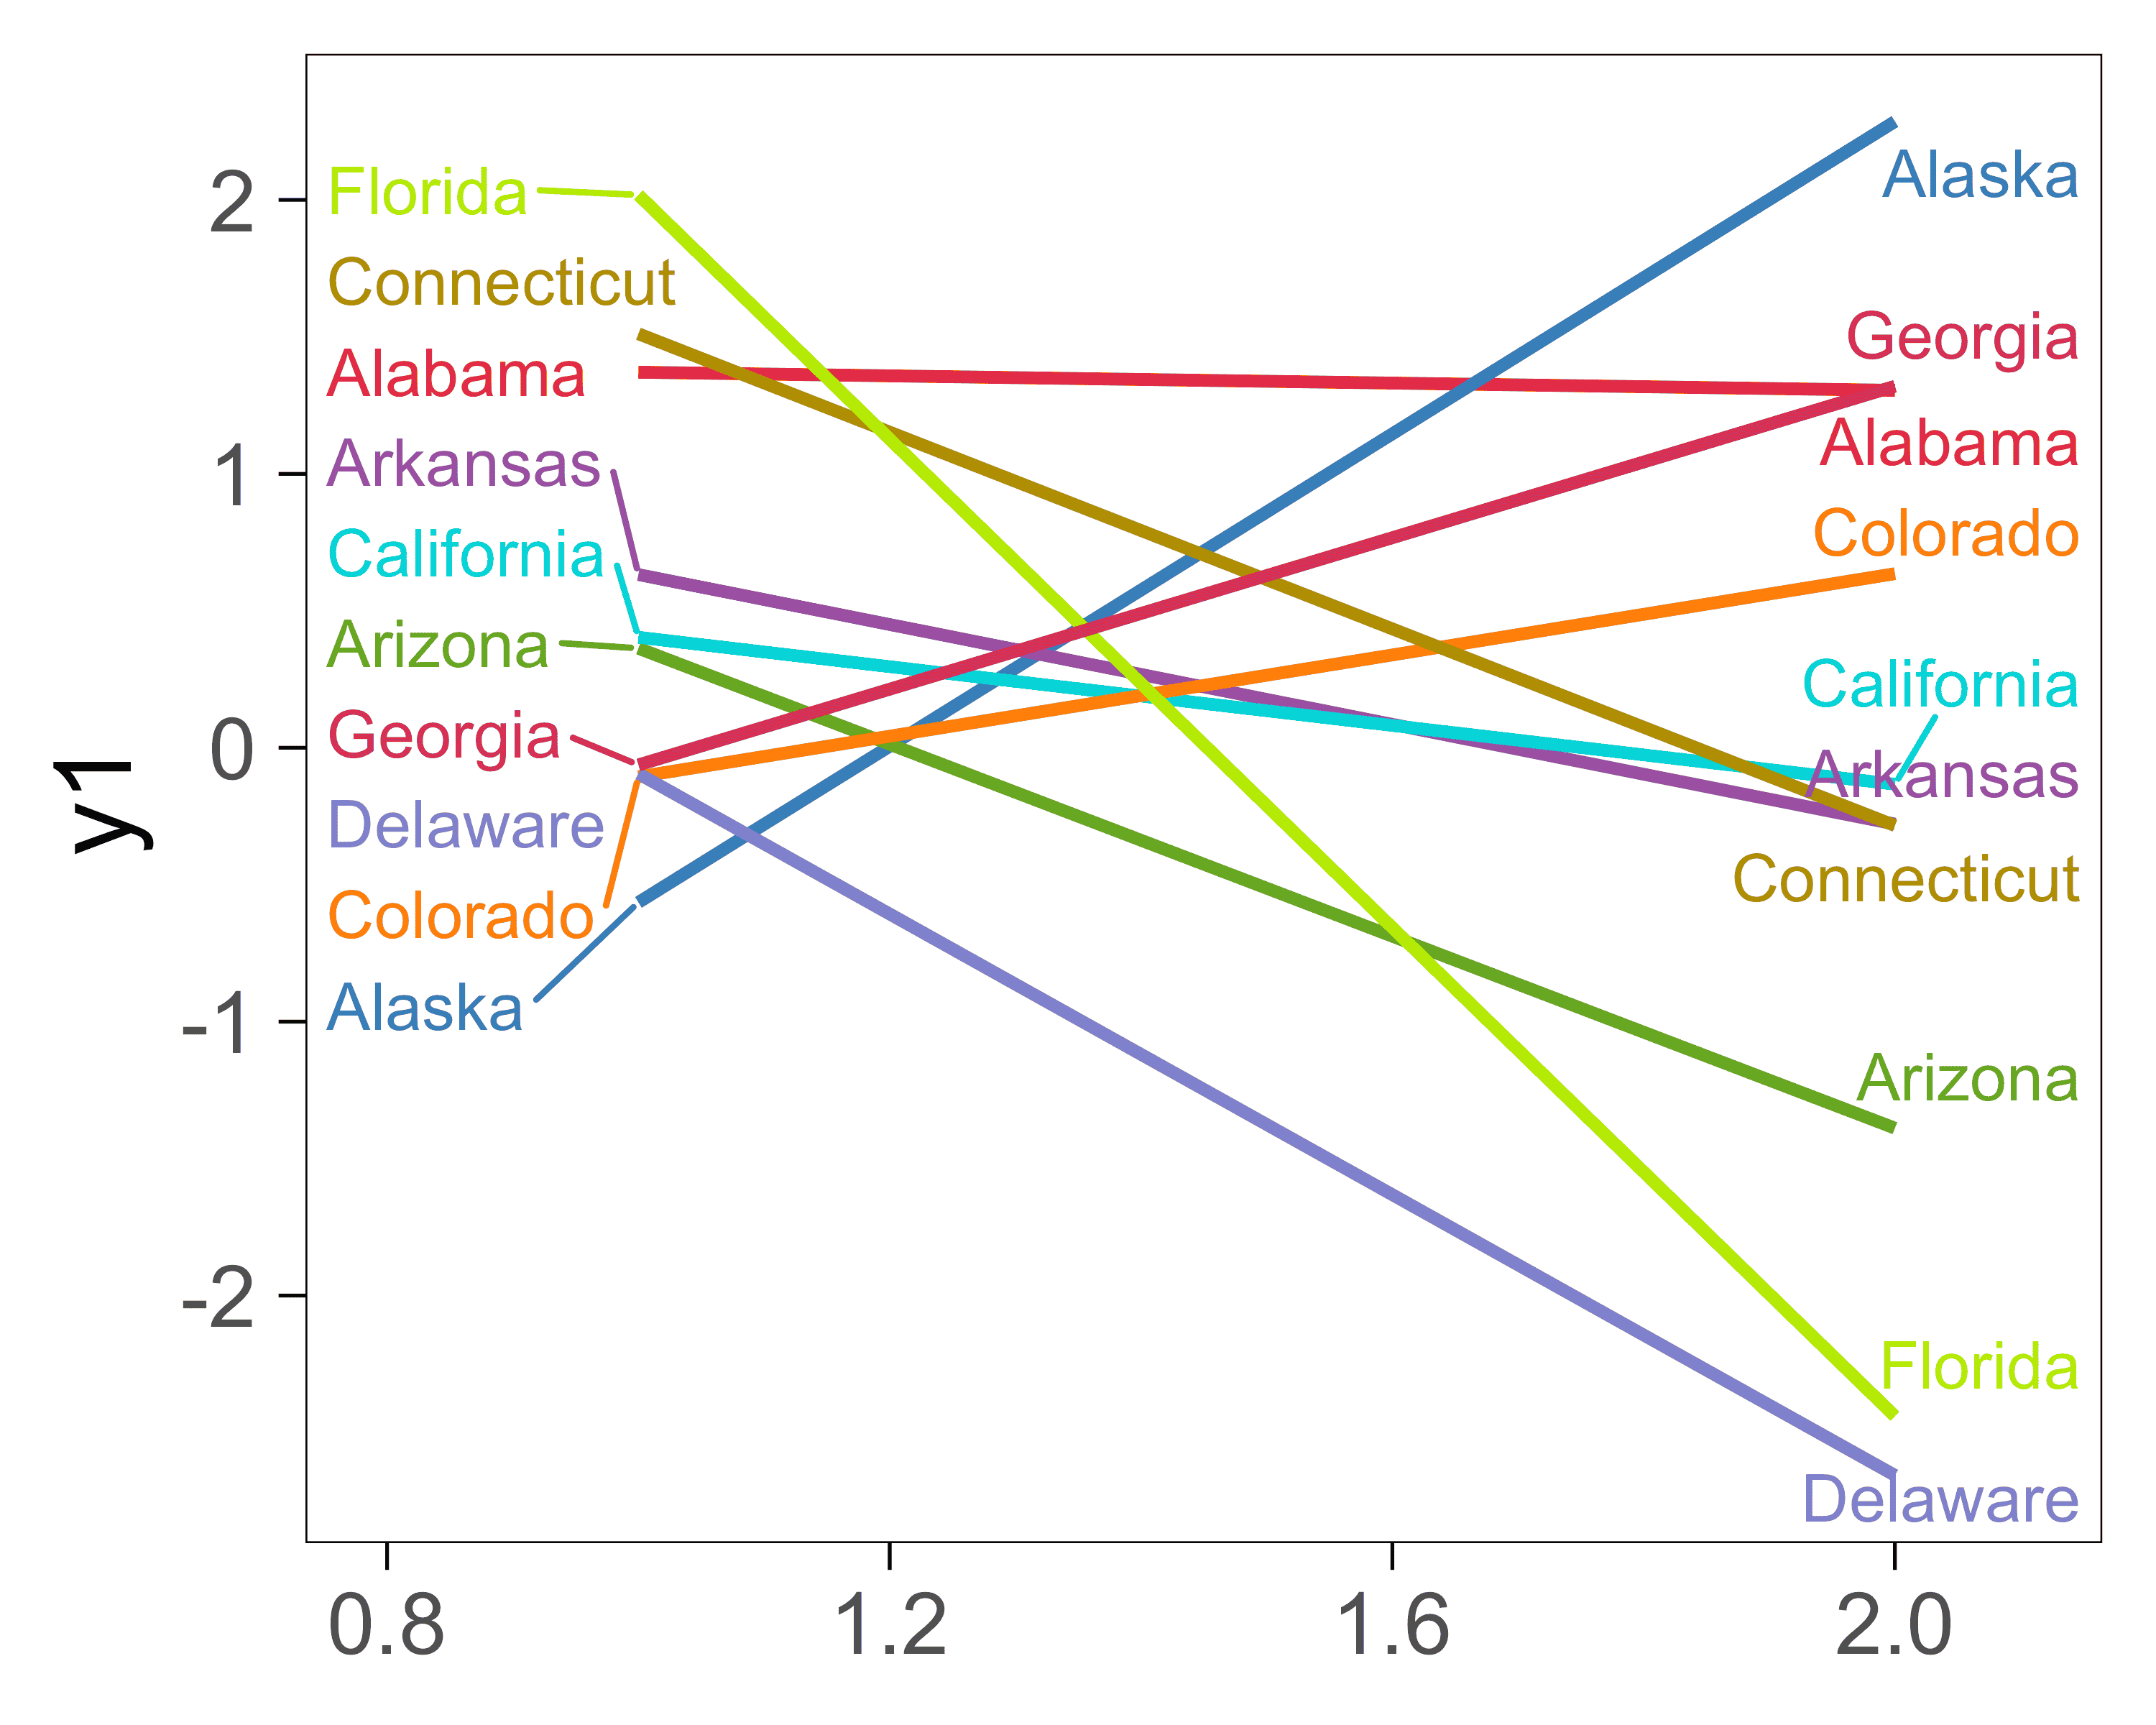 2
1
0
-1
-2
y1
Florida
Connecticut
Alabama
Arkansas
California
Arizona
Georgia
Delaware
Colorado
Alaska
Alaska
Georgia
Alabama
Colorado
California
Arkansas
Connecticut
Arizona
Florida
Delaware
0.8 1.2 1.6 2.0